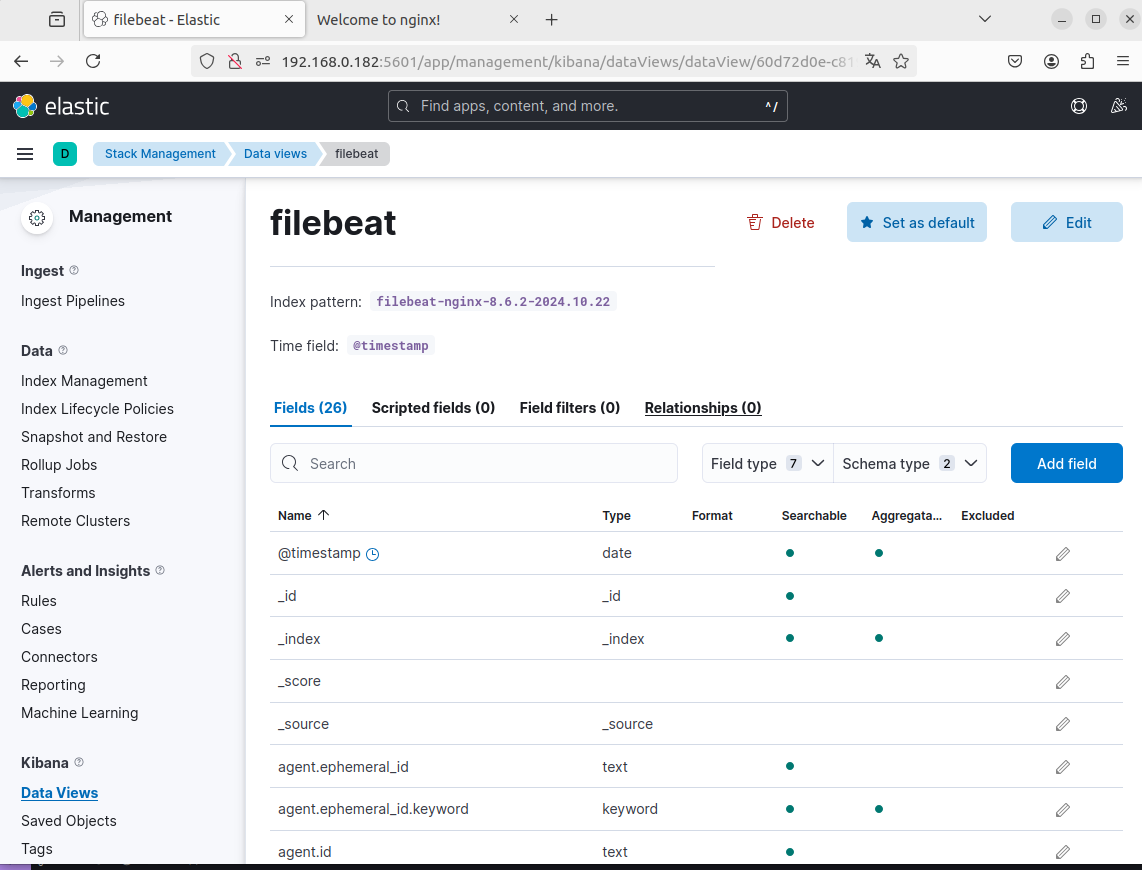 filebeat - Elastic
Welcome to nginx!
192.168.0.182:5601/app/management/kibana/dataViews/dataView/60d72d0e-c81
elastic
Find apps, content, and more.
^/
D
Stack Management
Data views
filebeat
Management
Ingest
Ingest Pipelines
Data
Index Management
Index Lifecycle Policies
Snapshot and Restore
Rollup Jobs
Transforms
Remote Clusters
Alerts and Insights
Rules
Cases
Connectors
Reporting
Machine Learning
Kibana
Data Views
Saved Objects
Tags
filebeat
Delete
Set as default
Edit
Index pattern: filebeat-nginx-8.6.2-2024.10.22
Time field: @timestamp
Fields (26) Scripted fields (0) Field filters (0) Relationships (0)
Search
Field type 7
Schema type 2
Add field
Name Type Format Searchable Aggregata... Excluded
@timestamp date
_id _id
_index _index
_score
_source _source
agent.ephemeral_id text
agent.ephemeral_id.keyword keyword
agent.id text